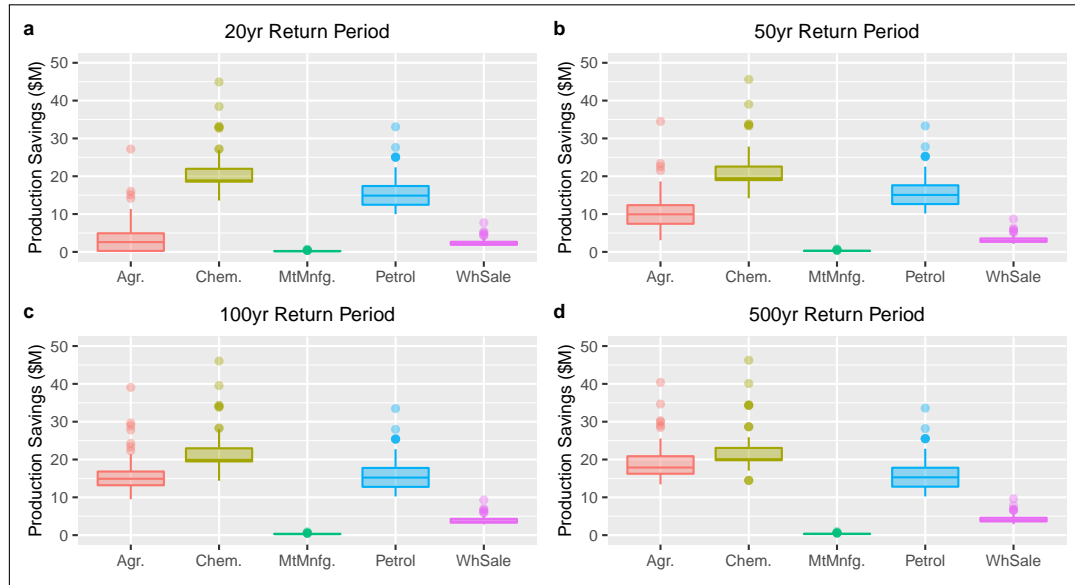 a
20yr Return Period
Production Savings ($M)
50
40
30
20
10
0
Agr. Chem. MtMnfg. Petrol WhSale
b
50yr Return Period
Production Savings ($M)
50
40
30
20
10
0
Agr. Chem. MtMnfg. Petrol WhSale
c
100yr Return Period
Production Savings ($M)
50
40
30
20
10
0
Agr. Chem. MtMnfg. Petrol WhSale
d
500yr Return Period
Production Savings ($M)
50
40
30
20
10
0
Agr. Chem. MtMnfg. Petrol WhSale